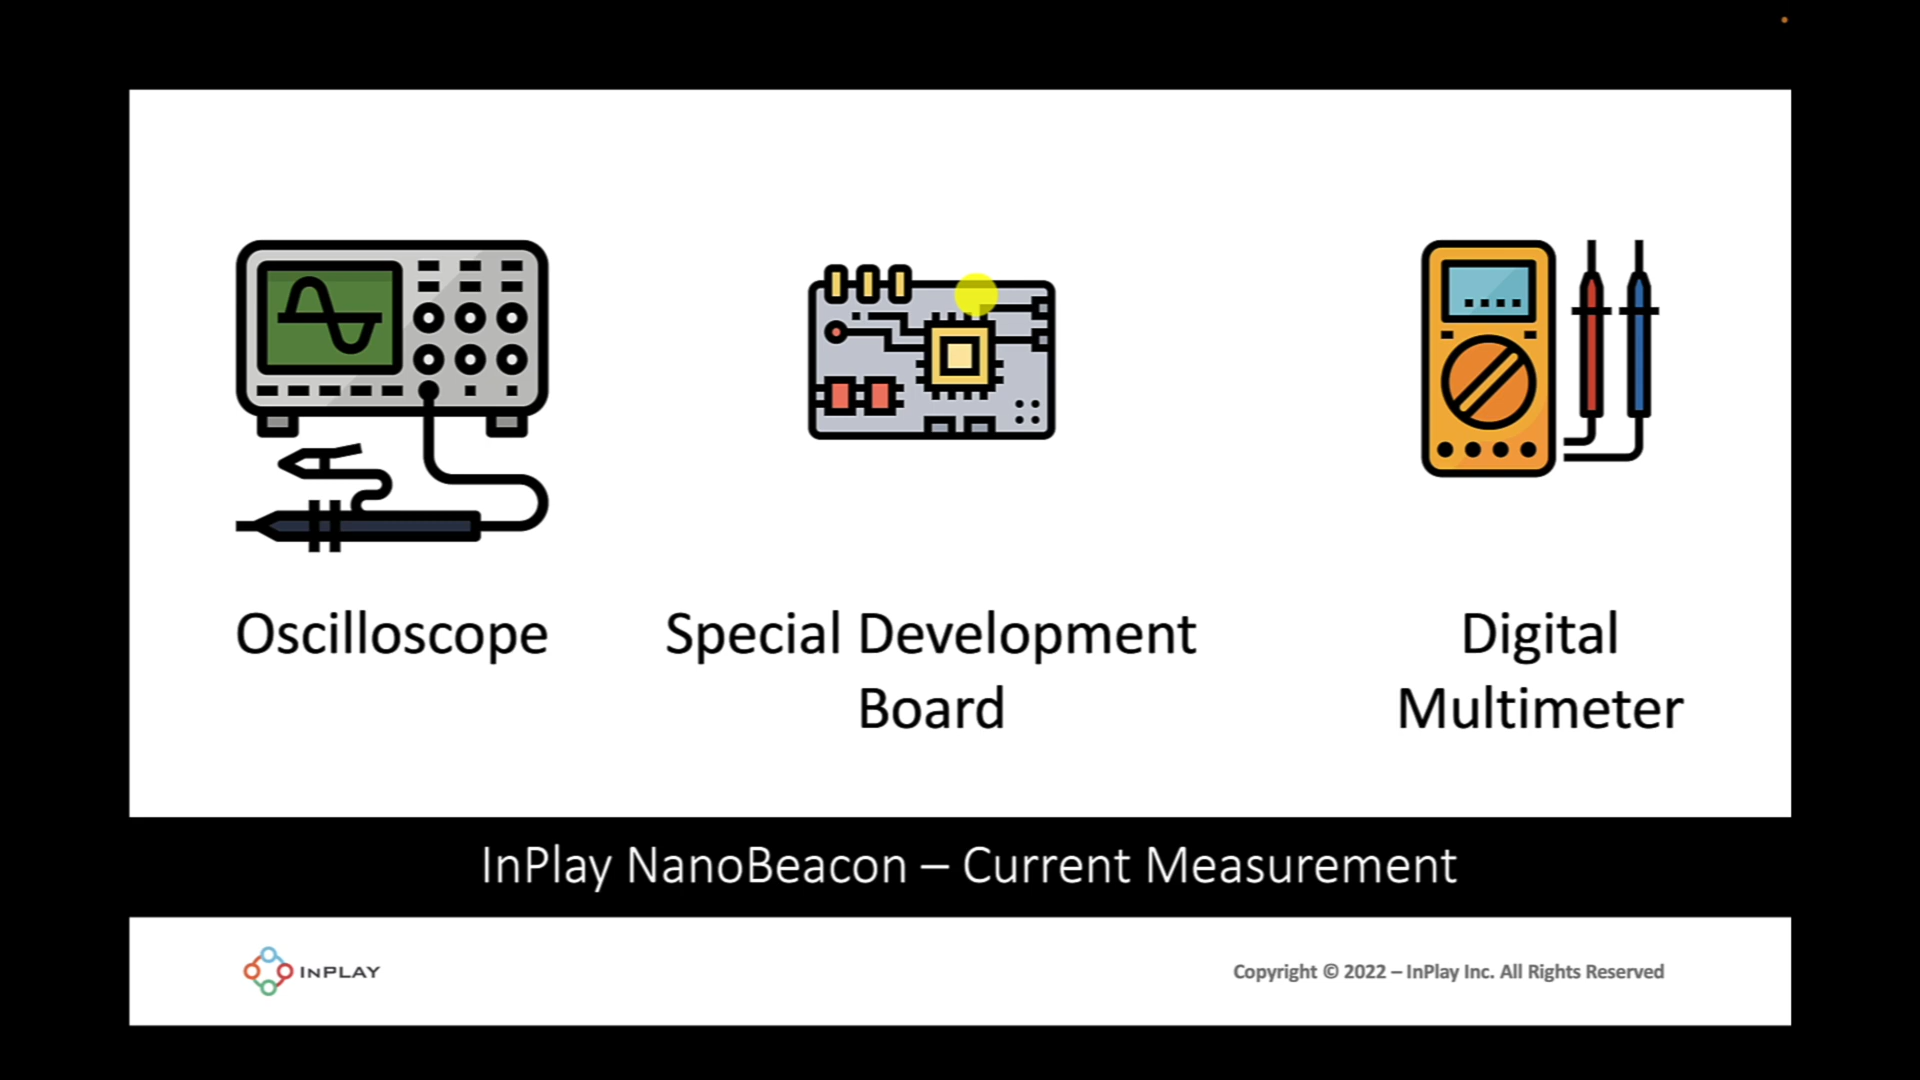 Oscilloscope
Special Development
Board
Digital
Multimeter
InPlay NanoBeacon – Current Measurement
INPLAY
Copyright © 2022 – InPlay Inc. All Rights Reserved